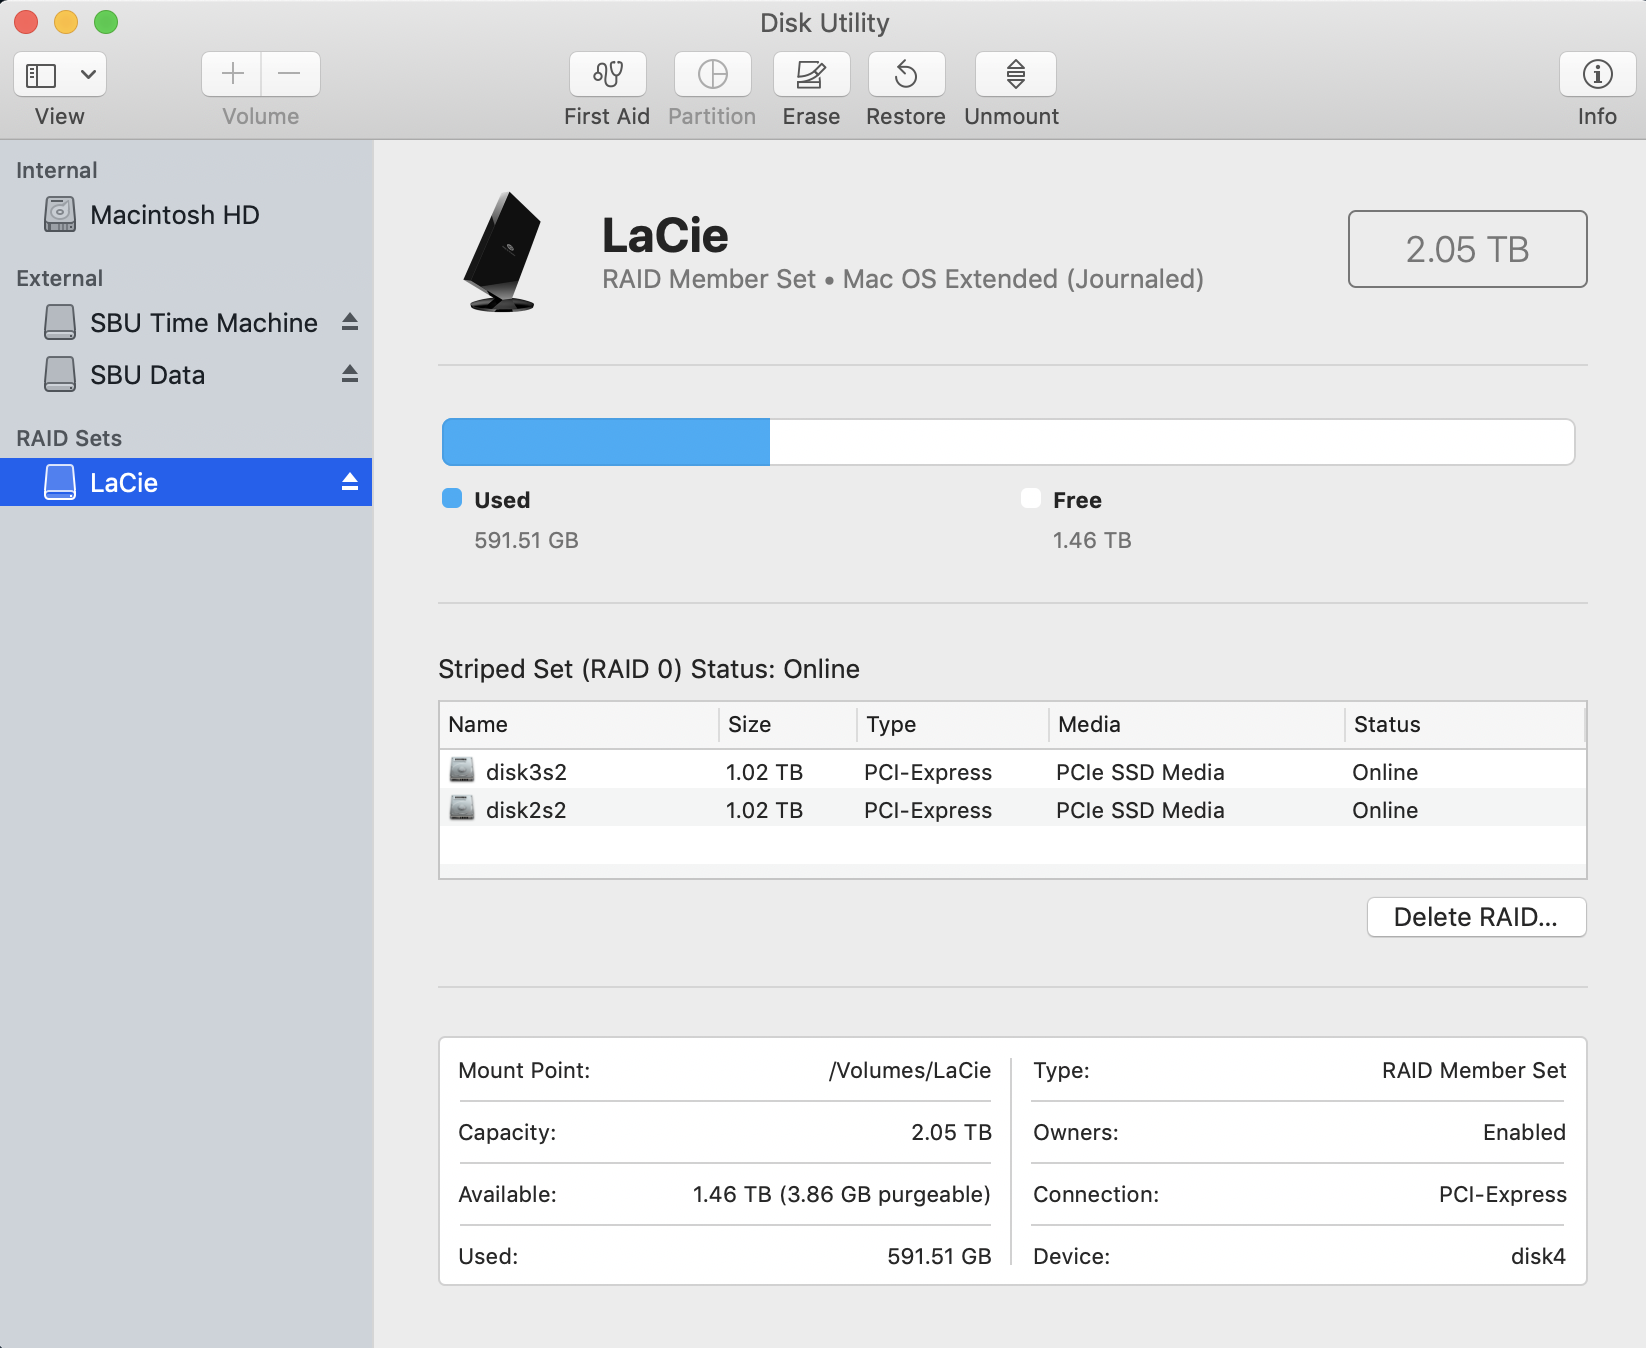 Disk Utility
View
Volume
First Aid
Partition
Erase
Restore
Unmount
Info
Internal
Macintosh HD
External
SBU Time Machine
SBU Data
RAID Sets
LaCie
LaCie
RAID Member Set • Mac OS Extended (Journaled)
2.05 TB
Used
591.51 GB
Free
1.46 TB
Striped Set (RAID 0) Status: Online
Name Size Type Media Status
disk3s2 1.02 TB PCI-Express PCIe SSD Media Online
disk2s2 1.02 TB PCI-Express PCIe SSD Media Online
Delete RAID...
Mount Point: /Volumes/LaCie
Capacity: 2.05 TB
Available: 1.46 TB (3.86 GB purgeable)
Used: 591.51 GB
Type: RAID Member Set
Owners: Enabled
Connection: PCI-Express
Device: disk4